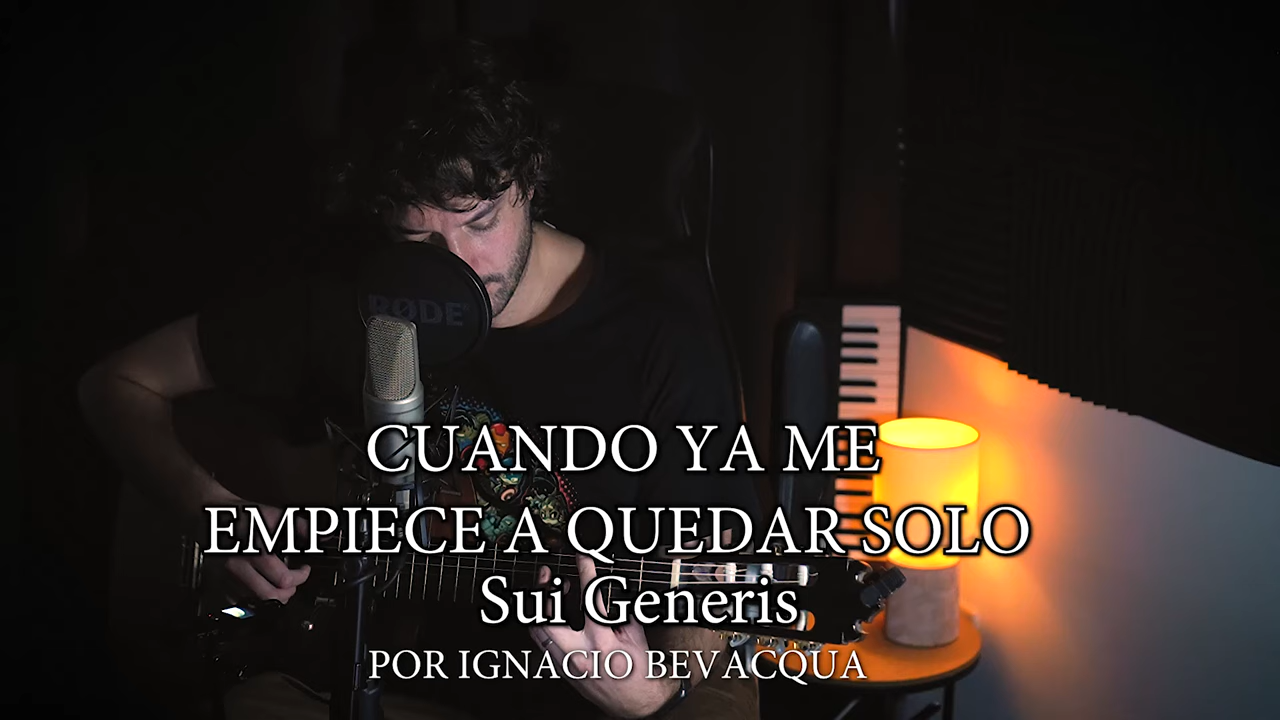 RØDE
CUANDO YA ME
EMPIECE A QUEDAR SOLO
Sui Generis
POR IGNACIO BEVACQUA